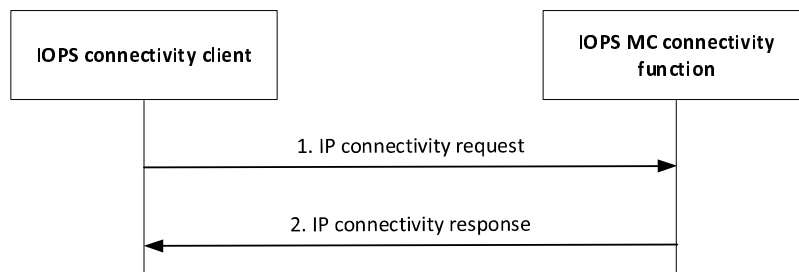 IOPS connectivity client
IOPS MC connectivity
function
1. IP connectivity request
2. IP connectivity response